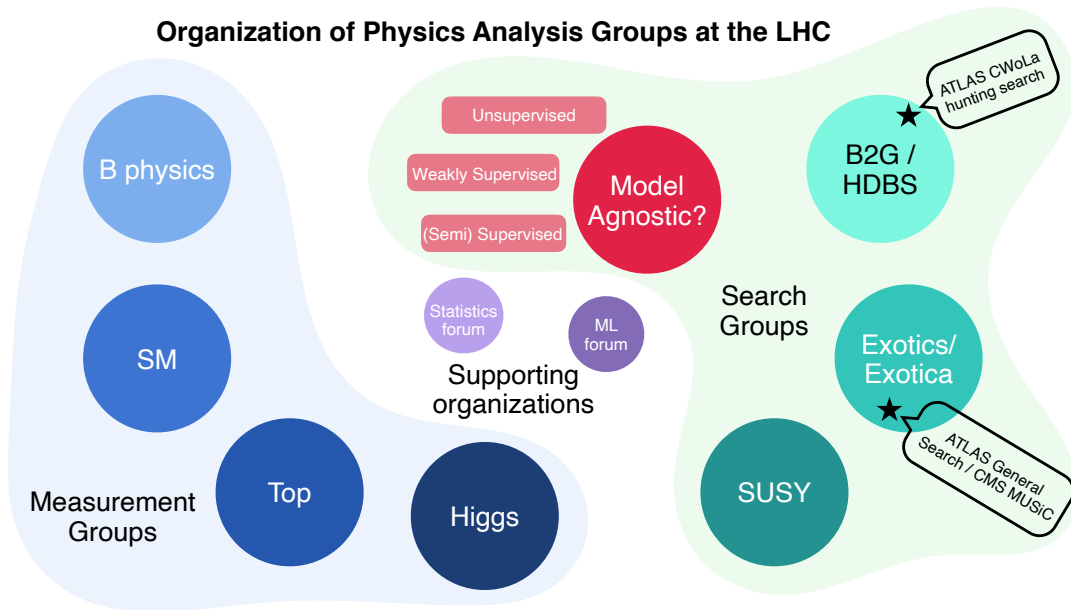 Organization of Physics Analysis Groups at the LHC
B physics
SM
Top
Higgs
Measurement
Groups
Unsupervised
Weakly Supervised
(Semi) Supervised
Model
Agnostic?
Statistics
forum
ML
forum
Supporting
organizations
Search
Groups
ATLAS CWoLa
hunting search
B2G /
HDBS
Exotics/
Exotica
ATLAS General
Search / CMS MUSiC
SUSY